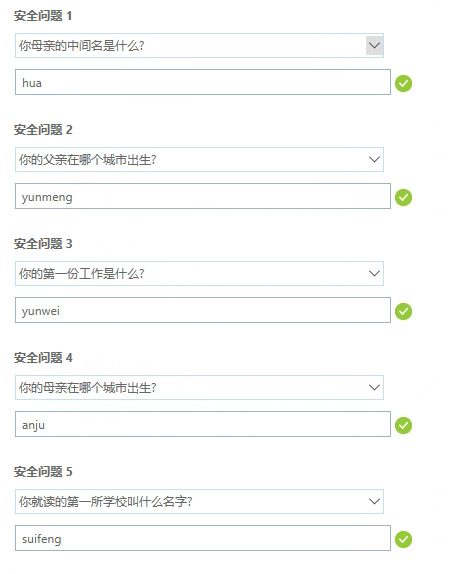 安全问题 1
你母亲的中间名是什么?
hua
安全问题 2
你的父亲在哪个城市出生?
yunmeng
安全问题 3
你的第一份工作是什么?
yunwei
安全问题 4
你的母亲在哪个城市出生?
anju
安全问题 5
你就读的第一所学校叫什么名字?
suifeng